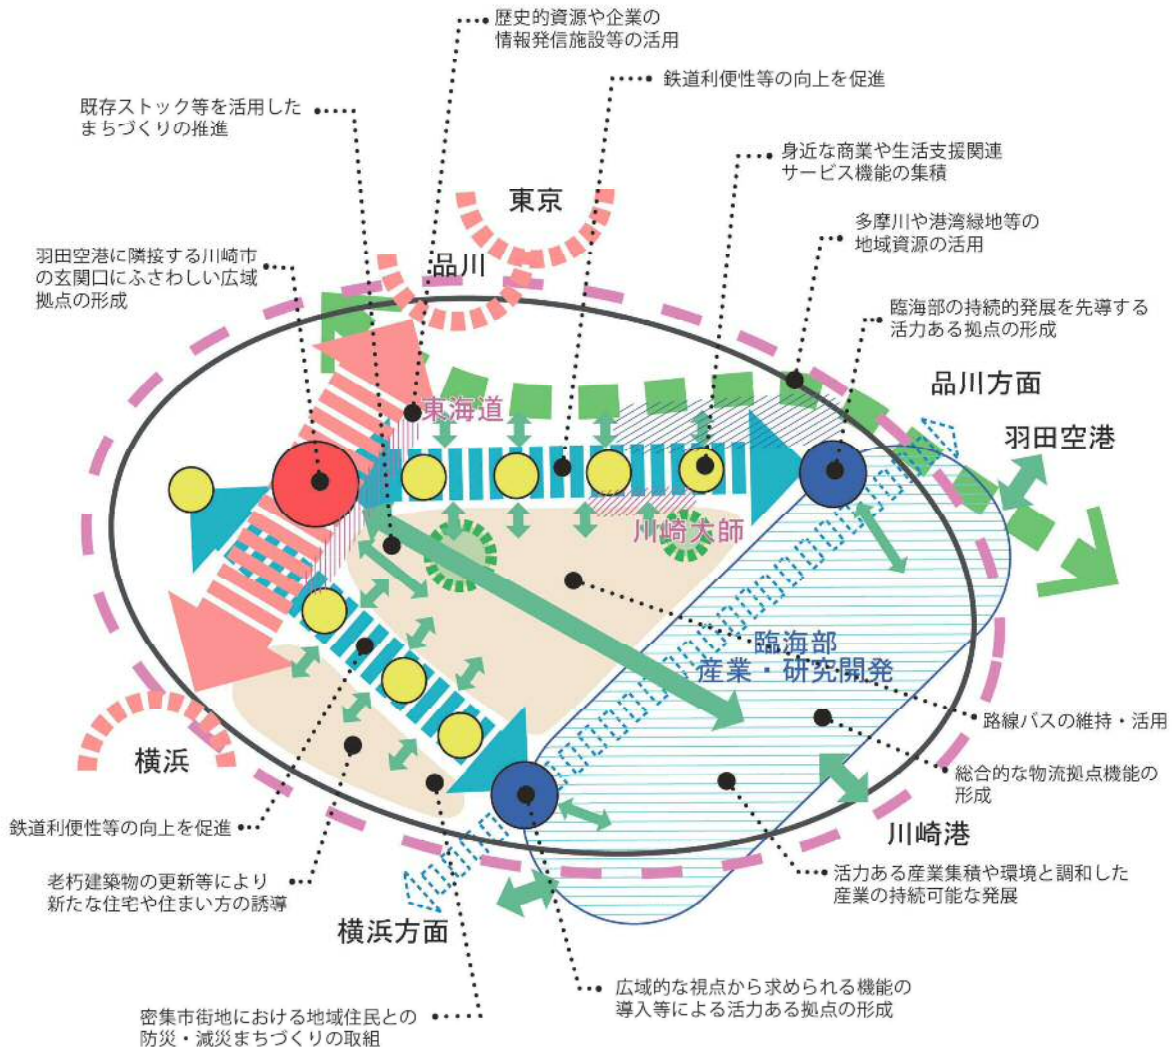 歴史的資源や企業の
情報発信施設等の活用
鉄道利便性等の向上を促進
既存ストック等を活用した
まちづくりの推進
身近な商業や生活支援関連
サービス機能の集積
東京
多摩川や港湾緑地等の
地域資源の活用
羽田空港に隣接する川崎市
の玄関口にふさわしい広域
拠点の形成
品川
臨海部の持続的発展を先導する
活力ある拠点の形成
品川方面
東海道
羽田空港
川崎大師
臨海部
産業・研究開発
路線バスの維持・活用
横浜
総合的な物流拠点機能の
形成
鉄道利便性等の向上を促進
川崎港
老朽建築物の更新等により
新たな住宅や住まい方の誘導
活力ある産業集積や環境と調和した
産業の持続可能な発展
横浜方面
広域的な視点から求められる機能の
導入等による活力ある拠点の形成
密集市街地における地域住民との
防災・減災まちづくりの取組